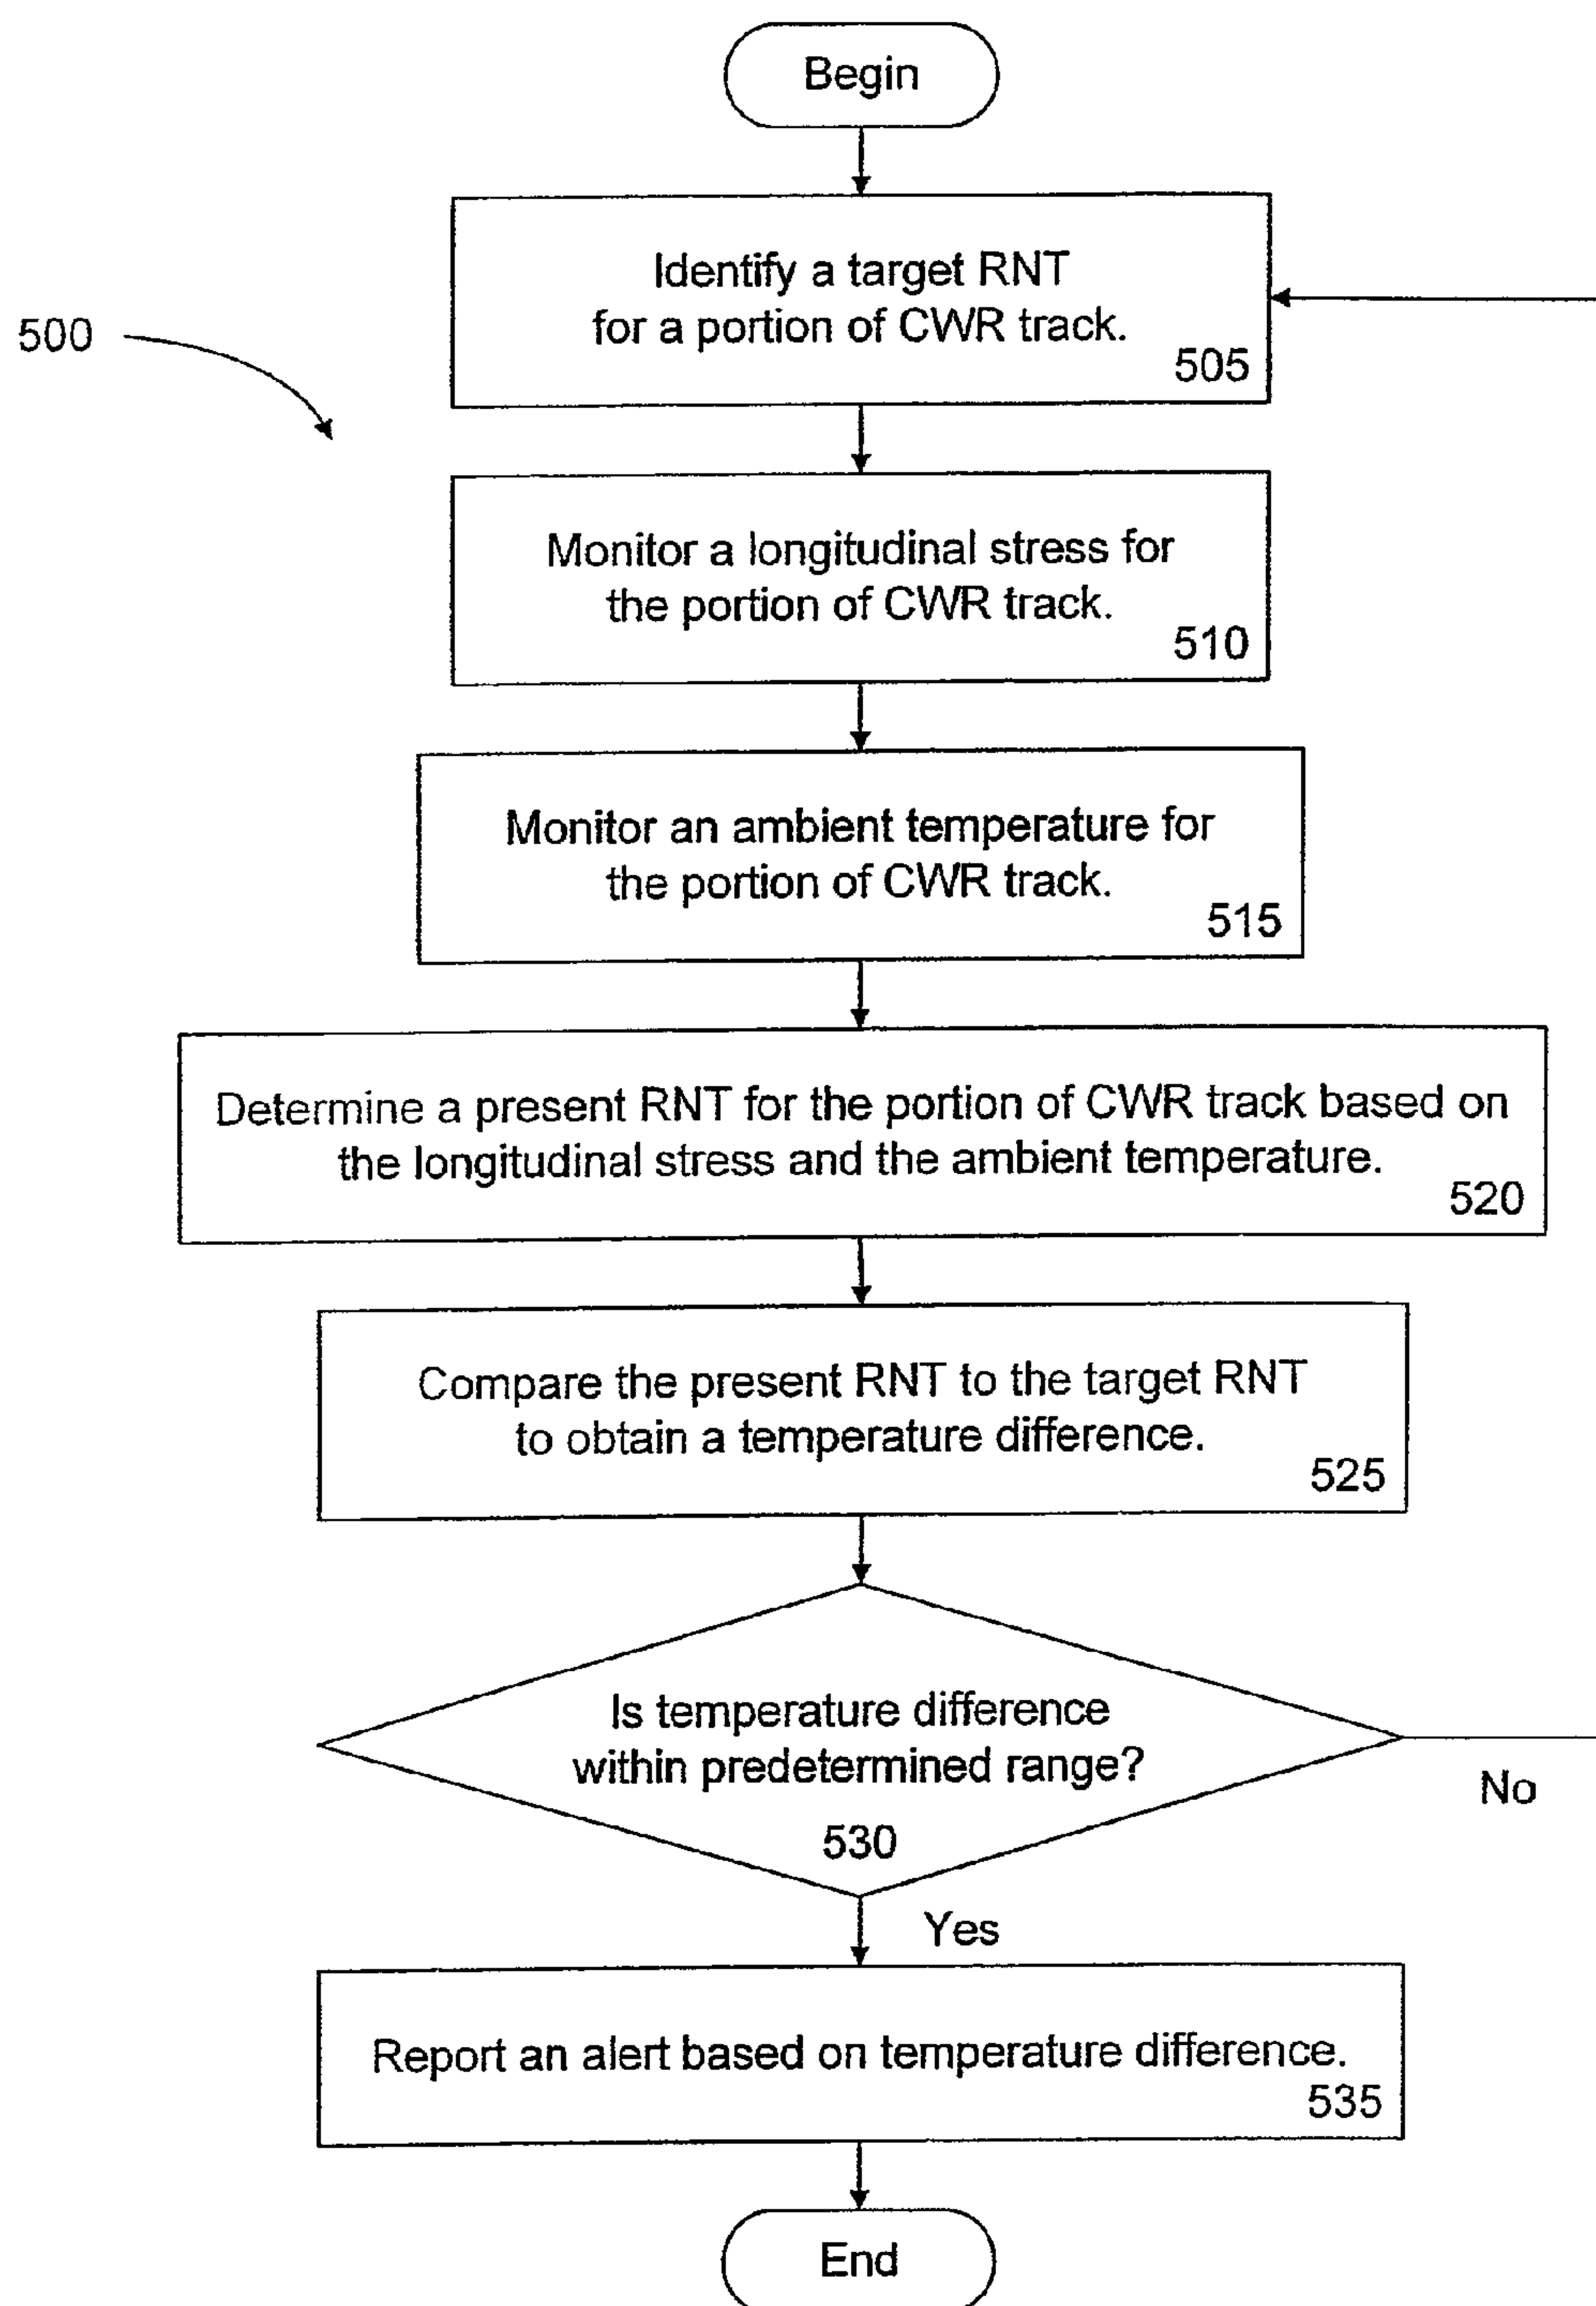 Begin
Identify a target RNT
for a portion of CWR track.
505
500
Monitor a longitudinal stress for
the portion of CWR track.
510
Monitor an ambient temperature for
the portion of CWR track.
515
Determine a present RNT for the portion of CWR track based on
the longitudinal stress and the ambient temperature.
520
Compare the present RNT to the target RNT
to obtain a temperature difference.
525
Is temperature difference
within predetermined range?
530
No
Yes
Report an alert based on temperature difference.
535
End